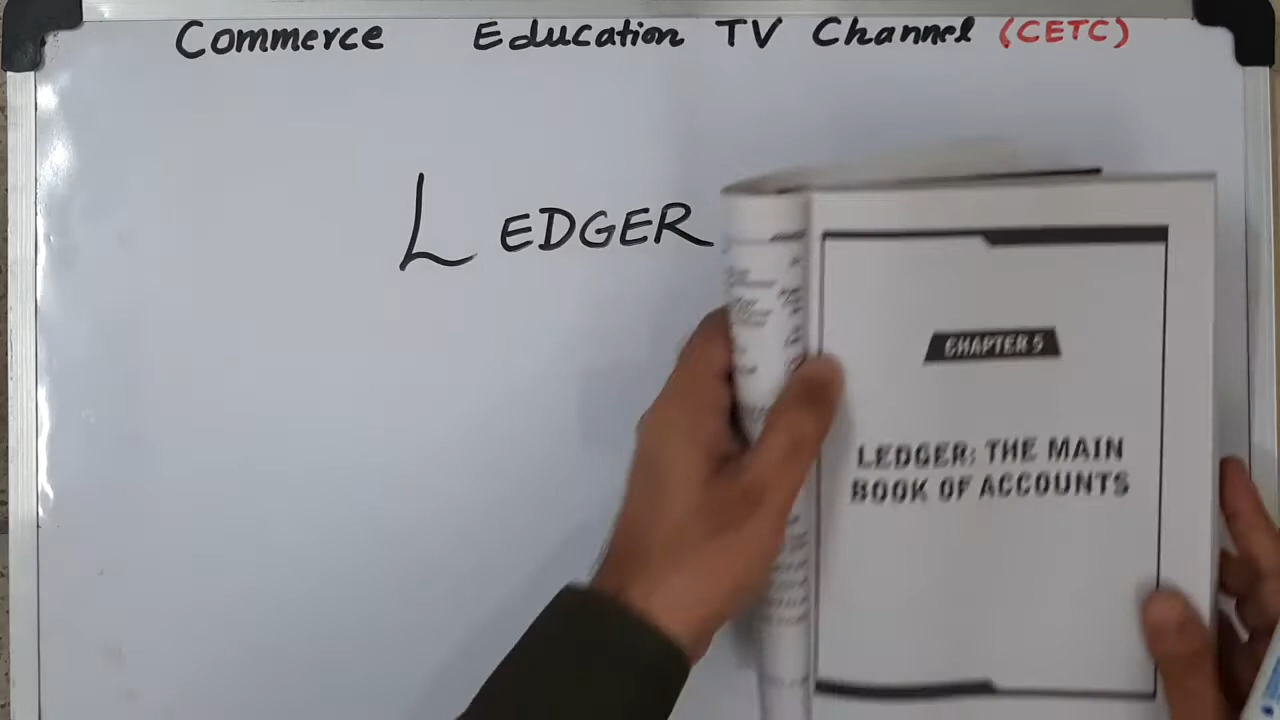 Commerce Education TV Channel (CETC)
LEDGER
CHAPTER 5
LEDGER: THE MAIN
BOOK OF ACCOUNTS